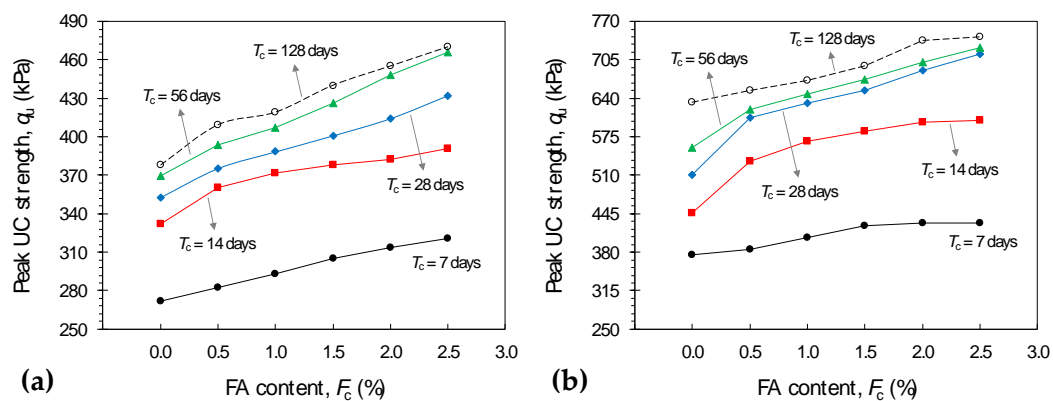 490
460
430
400
370
340
310
280
250
Peak UC strength, qu (kPa)
Tc = 128 days
Tc = 56 days
Tc = 28 days
Tc = 14 days
Tc = 7 days
0.0 0.5 1.0 1.5 2.0 2.5 3.0
FA content, Fc (%)
(a)
770
705
640
575
510
445
380
315
250
Peak UC strength, qu (kPa)
Tc = 128 days
Tc = 56 days
Tc = 28 days
Tc = 14 days
Tc = 7 days
0.0 0.5 1.0 1.5 2.0 2.5 3.0
FA content, Fc (%)
(b)